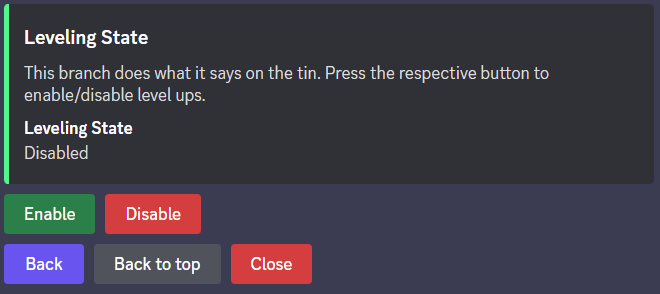 Leveling State
This branch does what it says on the tin. Press the respective button to
enable/disable level ups.
Leveling State
Disabled
Enable Disable
Back Back to top Close